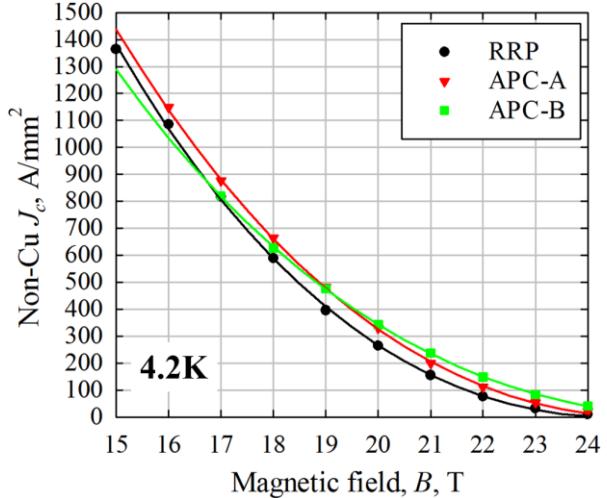 1500
1400
1300
1200
1100
1000
900
800
700
600
500
400
300
200
100
0
Non-Cu Jc, A/mm²
RRP
APC-A
APC-B
4.2K
15 16 17 18 19 20 21 22 23 24
Magnetic field, B, T